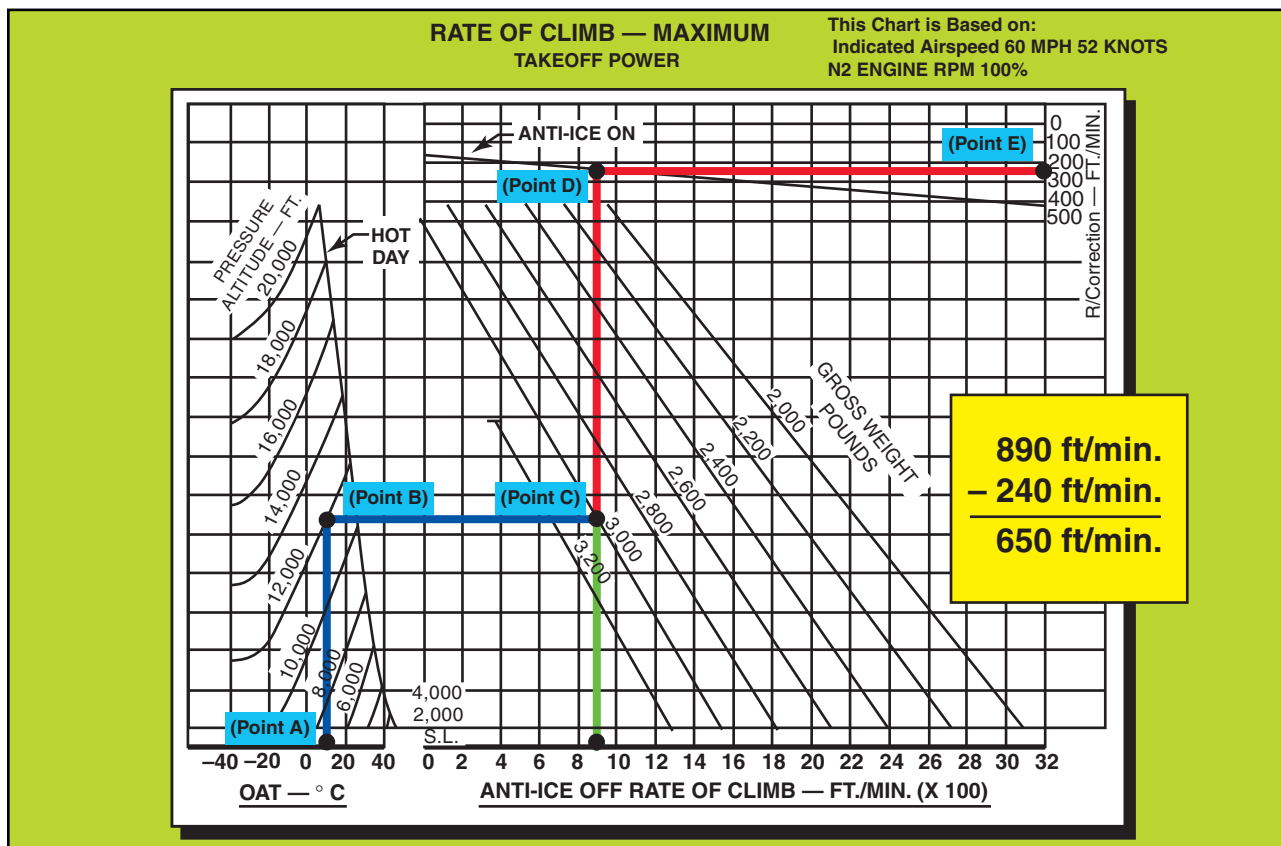 RATE OF CLIMB — MAXIMUM
TAKEOFF POWER
This Chart is Based on:
Indicated Airspeed 60 MPH 52 KNOTS
N2 ENGINE RPM 100%
ANTI-ICE ON
(Point D)
(Point E)
0
100
200
300
400
500
R/Correction — FT./MIN.
PRESSURE
ALTITUDE — FT.
HOT
DAY
20,000
18,000
16,000
14,000
12,000
10,000
8,000
6,000
4,000
2,000
S.L.
(Point A)
(Point B)
(Point C)
GROSS WEIGHT
POUNDS
2,000
2,200
2,400
2,600
2,800
3,000
3,200
890 ft/min.
– 240 ft/min.
650 ft/min.
–40 –20 0 20 40
OAT — ° C
0 2 4 6 8 10 12 14 16 18 20 22 24 26 28 30 32
ANTI-ICE OFF RATE OF CLIMB — FT./MIN. (X 100)